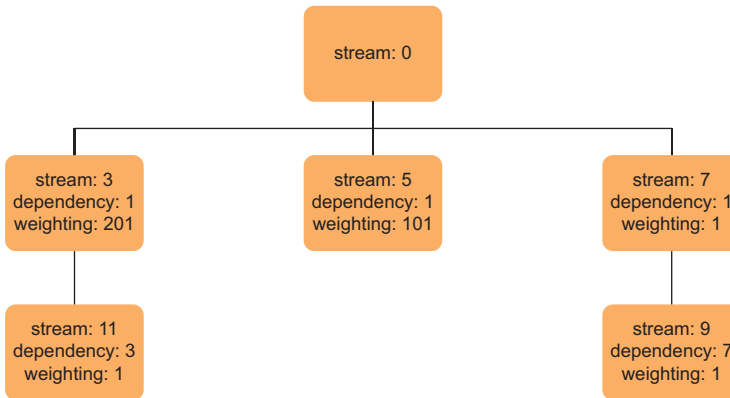 stream: 0
stream: 3
dependency: 1
weighting: 201
stream: 5
dependency: 1
weighting: 101
stream: 7
dependency: 1
weighting: 1
stream: 11
dependency: 3
weighting: 1
stream: 9
dependency: 7
weighting: 1